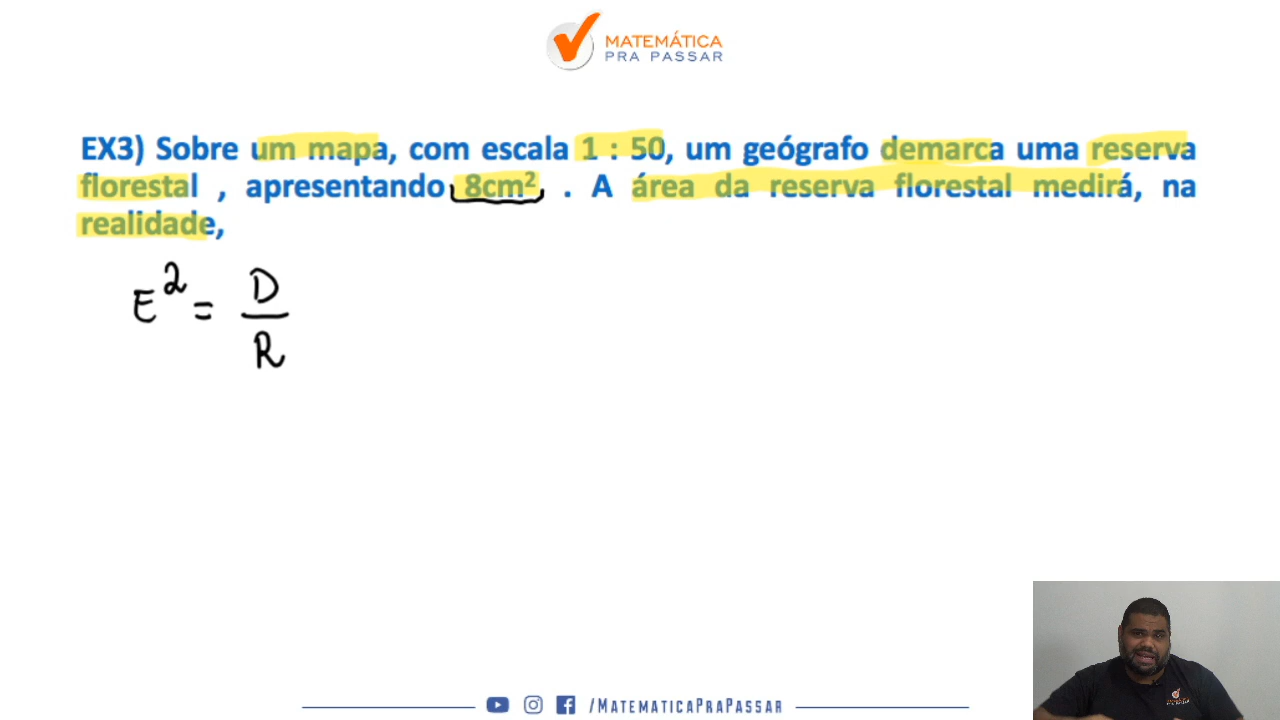 MATEMÁTICA
PRA PASSAR
EX3) Sobre um mapa, com escala 1 : 50, um geógrafo demarca uma reserva
florestal , apresentando 8cm² . A área da reserva florestal medirá, na
realidade,
E² = D
R
/MATEMATICAPRAPASSAR